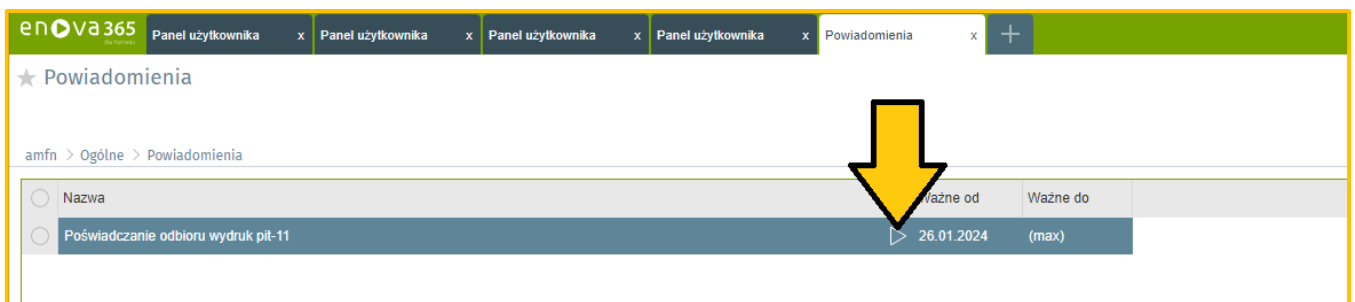 enova365 Panel użytkownika x Panel użytkownika x Panel użytkownika x Panel użytkownika x Powiadomienia x +
Powiadomienia
amfn > Ogólne > Powiadomienia
Nazwa Ważne od Ważne do
Poświadczanie odbioru wydruk pit-11 26.01.2024 (max)